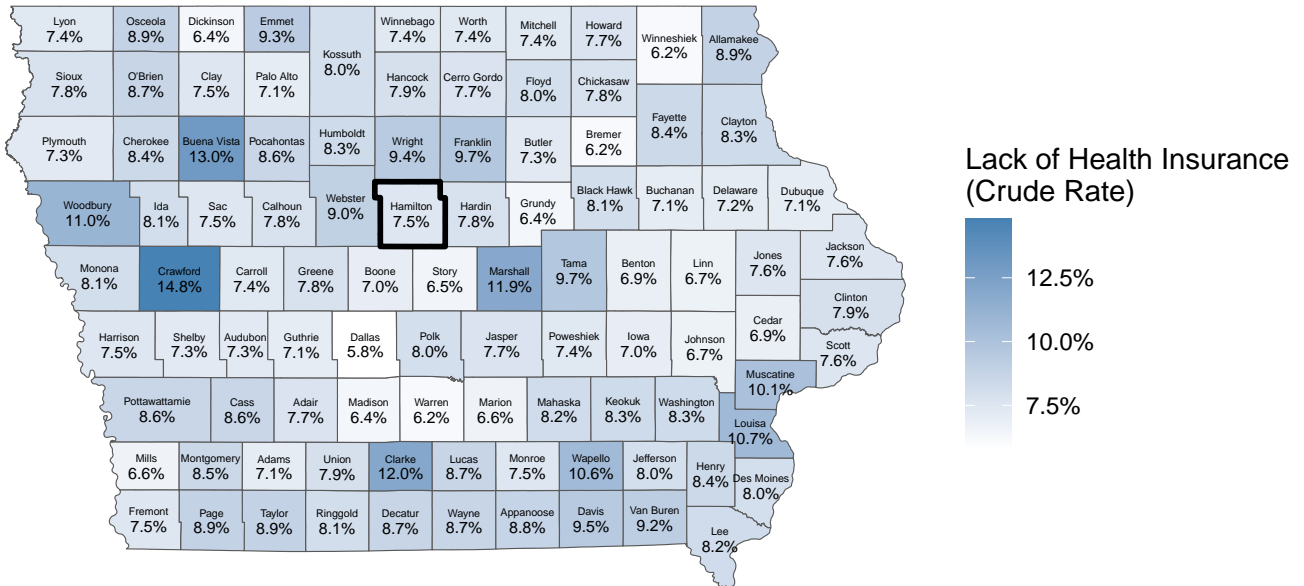 Lyon
7.4%
Osceola
8.9%
Dickinson
6.4%
Emmet
9.3%
Kossuth
8.0%
Winnebago
7.4%
Worth
7.4%
Mitchell
7.4%
Howard
7.7%
Winneshiek
6.2%
Allamakee
8.9%
Sioux
7.8%
O'Brien
8.7%
Clay
7.5%
Palo Alto
7.1%
Hancock
7.9%
Cerro Gordo
7.7%
Floyd
8.0%
Chickasaw
7.8%
Plymouth
7.3%
Cherokee
8.4%
Buena Vista
13.0%
Pocahontas
8.6%
Humboldt
8.3%
Wright
9.4%
Franklin
9.7%
Butler
7.3%
Bremer
6.2%
Fayette
8.4%
Clayton
8.3%
Woodbury
11.0%
Ida
8.1%
Sac
7.5%
Calhoun
7.8%
Webster
9.0%
Hamilton
7.5%
Hardin
7.8%
Grundy
6.4%
Black Hawk
8.1%
Buchanan
7.1%
Delaware
7.2%
Dubuque
7.1%
Monona
8.1%
Crawford
14.8%
Carroll
7.4%
Greene
7.8%
Boone
7.0%
Story
6.5%
Marshall
11.9%
Tama
9.7%
Benton
6.9%
Linn
6.7%
Jones
7.6%
Jackson
7.6%
Clinton
7.9%
Harrison
7.5%
Shelby
7.3%
Audubon
7.3%
Guthrie
7.1%
Dallas
5.8%
Polk
8.0%
Jasper
7.7%
Poweshiek
7.4%
Iowa
7.0%
Johnson
6.7%
Cedar
6.9%
Scott
7.6%
Muscatine
10.1%
Pottawattamie
8.6%
Cass
8.6%
Adair
7.7%
Madison
6.4%
Warren
6.2%
Marion
6.6%
Mahaska
8.2%
Keokuk
8.3%
Washington
8.3%
Louisa
10.7%
Mills
6.6%
Montgomery
8.5%
Adams
7.1%
Union
7.9%
Clarke
12.0%
Lucas
8.7%
Monroe
7.5%
Wapello
10.6%
Jefferson
8.0%
Henry
8.4%
Des Moines
8.0%
Fremont
7.5%
Page
8.9%
Taylor
8.9%
Ringgold
8.1%
Decatur
8.7%
Wayne
8.7%
Appanoose
8.8%
Davis
9.5%
Van Buren
9.2%
Lee
8.2%
Lack of Health Insurance
(Crude Rate)
12.5%
10.0%
7.5%